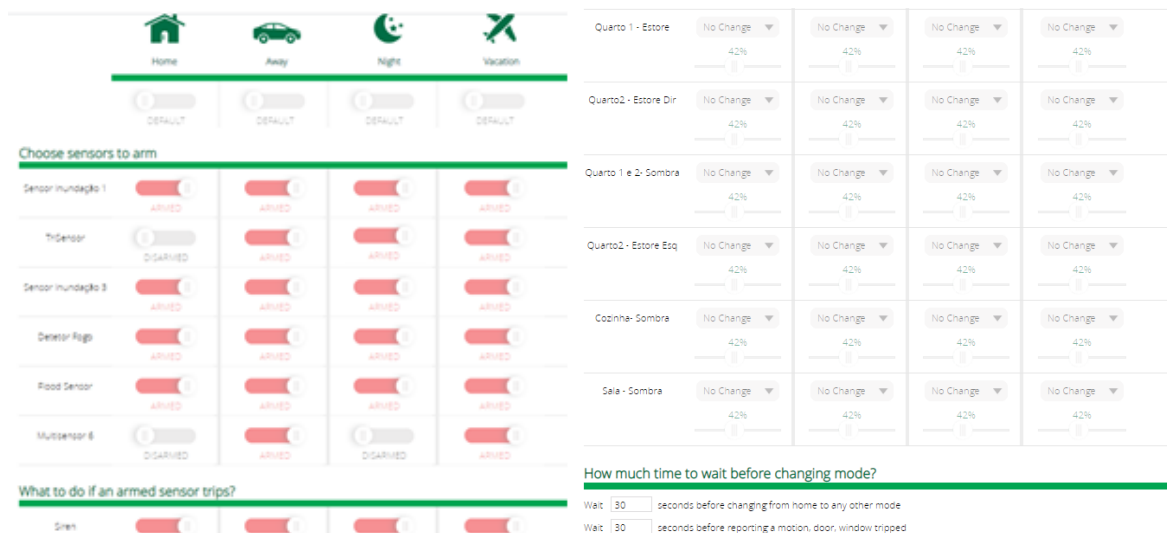 Home Away Night Vacation
DEFAULT DEFAULT DEFAULT DEFAULT
Choose sensors to arm
Sensor Inundação 1
ARMED ARMED ARMED ARMED
TriSensor
DISARMED ARMED ARMED ARMED
Sensor Inundação 3
ARMED ARMED ARMED ARMED
Detetor Fogo
ARMED ARMED ARMED ARMED
Flood Sensor
ARMED ARMED ARMED ARMED
Multisensor 6
DISARMED ARMED DISARMED ARMED
What to do if an armed sensor trips?
Siren
Quarto 1 - Estore No Change No Change No Change No Change
42% 42% 42% 42%
Quarto2 - Estore Dir No Change No Change No Change No Change
42% 42% 42% 42%
Quarto 1 e 2- Sombra No Change No Change No Change No Change
42% 42% 42% 42%
Quarto2 - Estore Esq No Change No Change No Change No Change
42% 42% 42% 42%
Cozinha- Sombra No Change No Change No Change No Change
42% 42% 42% 42%
Sala - Sombra No Change No Change No Change No Change
42% 42% 42% 42%
How much time to wait before changing mode?
Wait 30 seconds before changing from home to any other mode
Wait 30 seconds before reporting a motion, door, window tripped